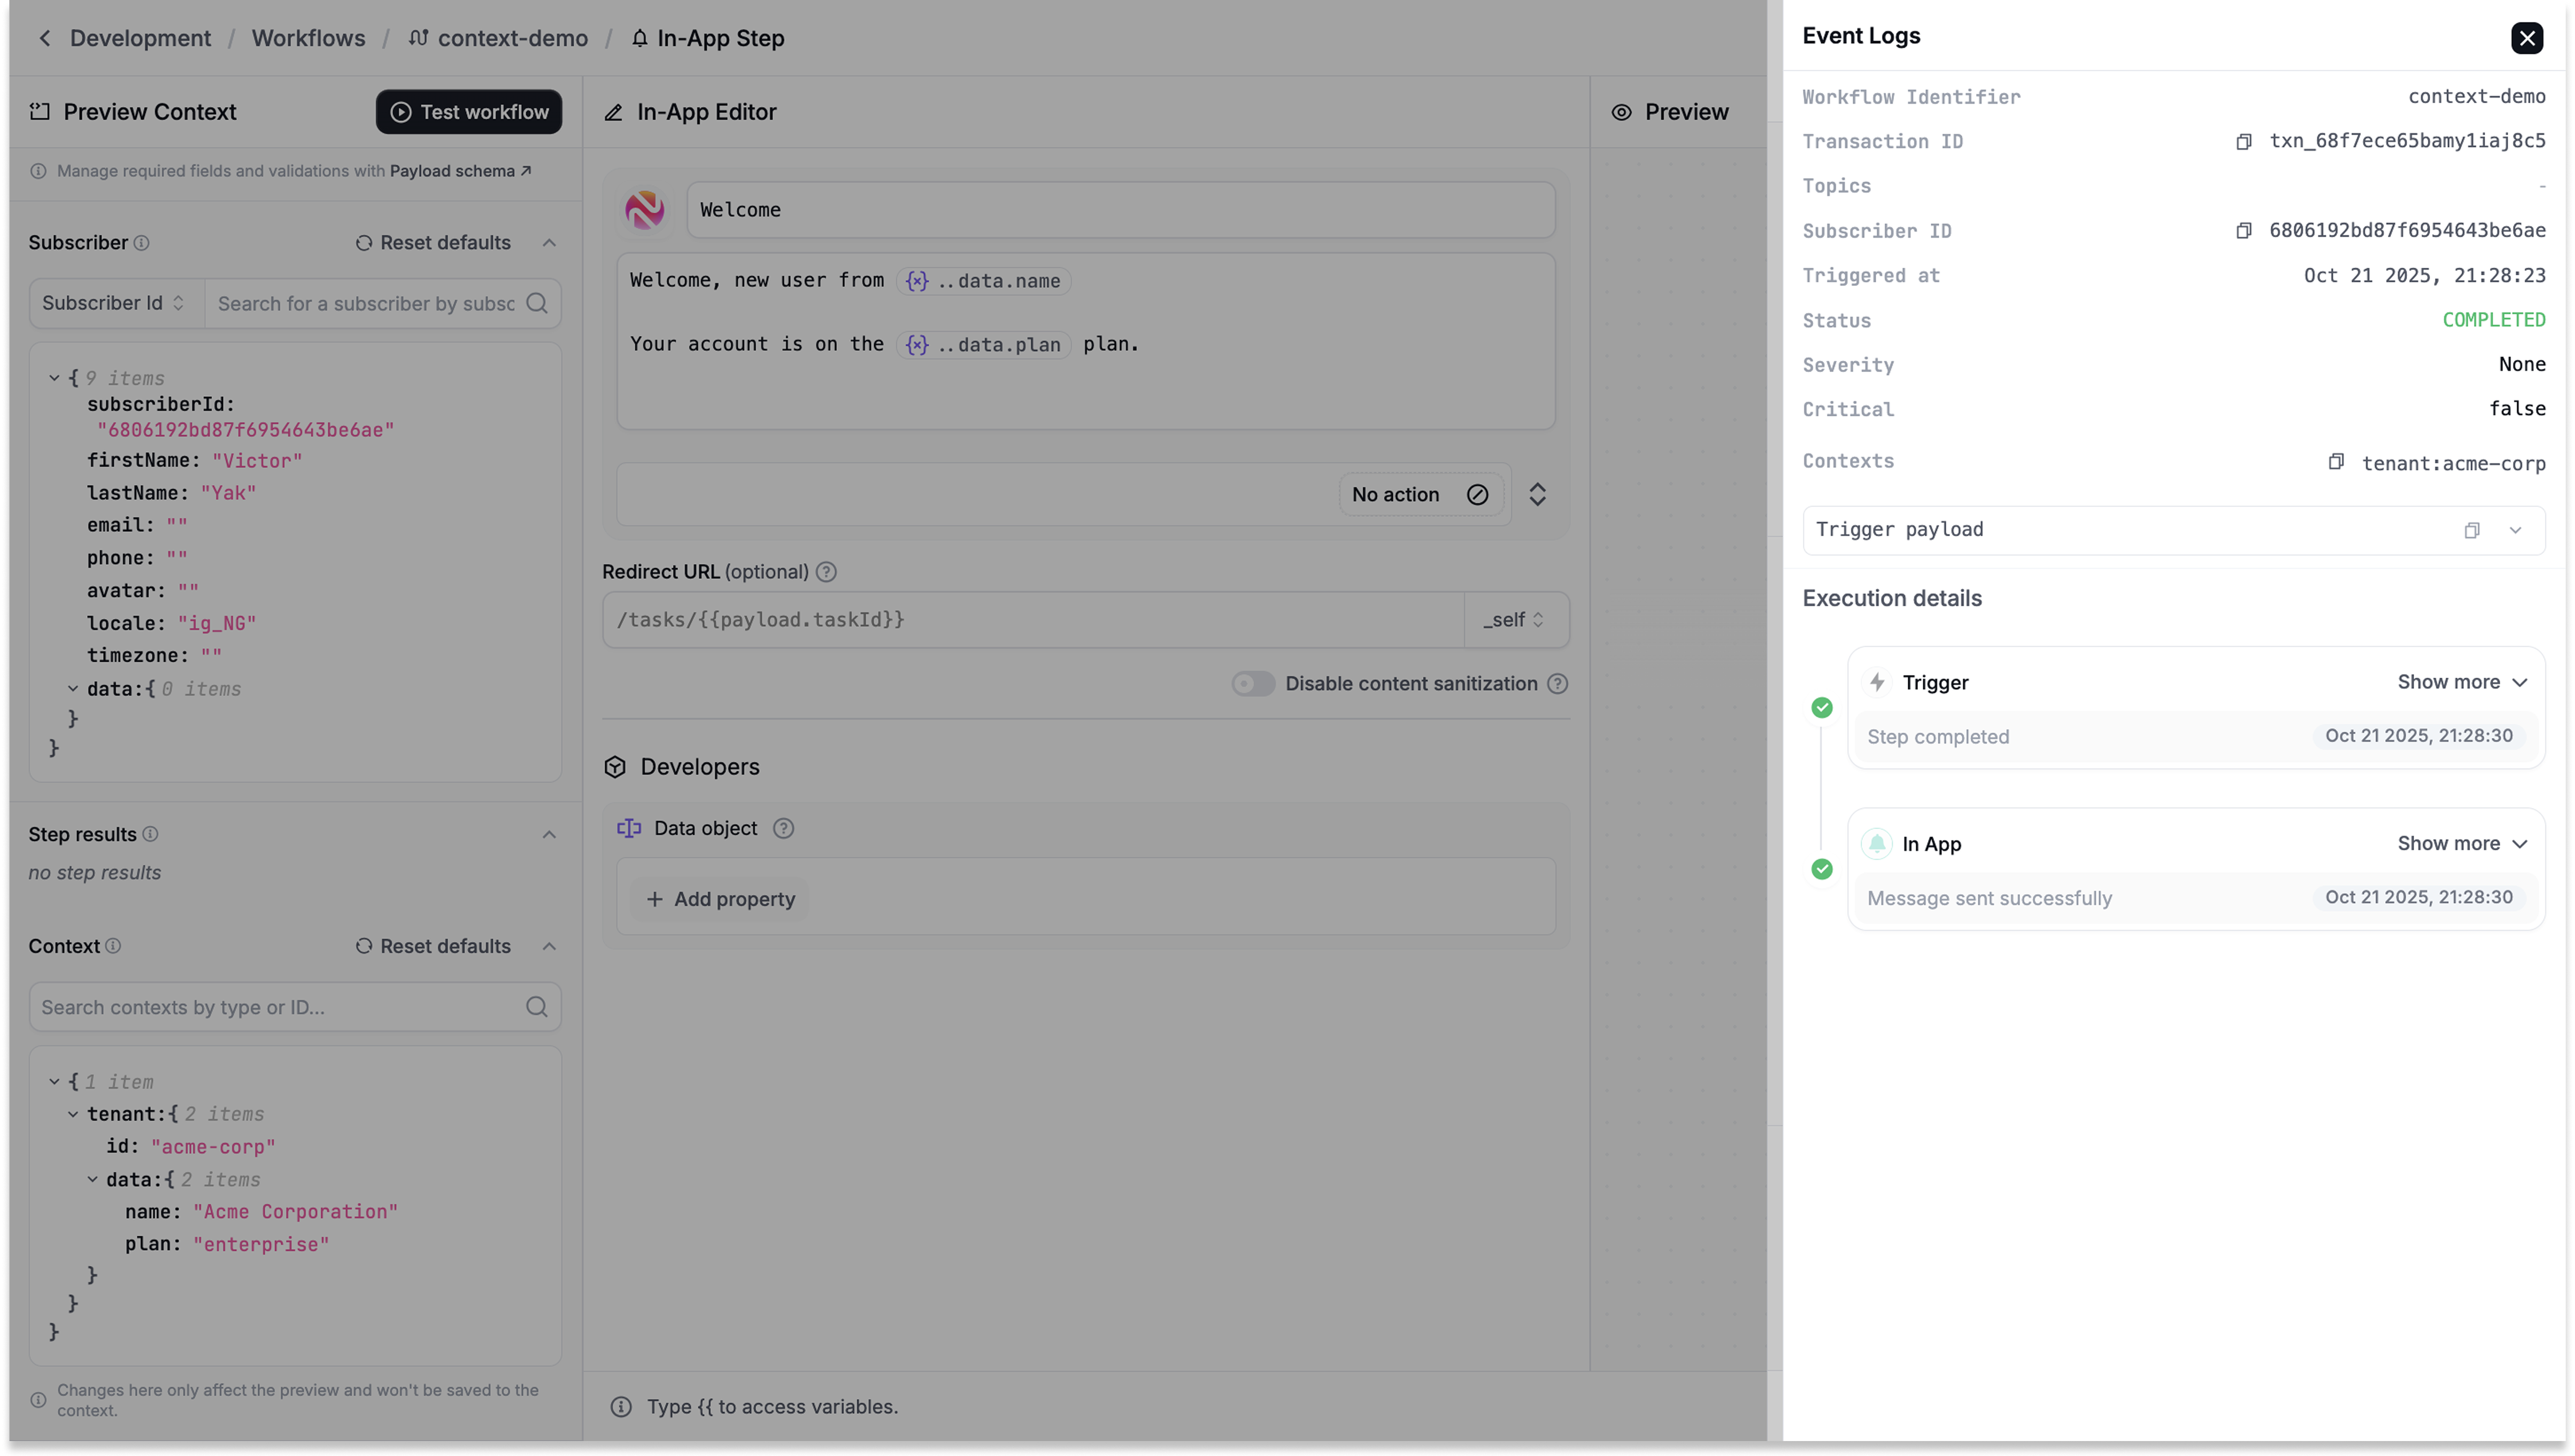 Development / Workflows / context-demo / In-App Step
Preview Context
Test workflow
Manage required fields and validations with Payload schema
Subscriber
Reset defaults
Subscriber Id
Search for a subscriber by subsc
{ 9 items
subscriberId:
"6806192bd87f6954643be6ae"
firstName: "Victor"
lastName: "Yak"
email: ""
phone: ""
avatar: ""
locale: "ig_NG"
timezone: ""
data:{ 0 items
}
}
Step results
no step results
Context
Reset defaults
Search contexts by type or ID...
{ 1 item
tenant:{ 2 items
id: "acme-corp"
data:{ 2 items
name: "Acme Corporation"
plan: "enterprise"
}
}
}
Changes here only affect the preview and won't be saved to the
context.
In-App Editor
Welcome
Welcome, new user from {x} ..data.name
Your account is on the {x} ..data.plan plan.
No action
Redirect URL (optional)
/tasks/{{payload.taskId}}
_self
Disable content sanitization
Developers
Data object
+ Add property
Type {{ to access variables.
Preview
Event Logs
Workflow Identifier context-demo
Transaction ID txn_68f7ece65bamy1iaj8c5
Topics -
Subscriber ID 6806192bd87f6954643be6ae
Triggered at Oct 21 2025, 21:28:23
Status COMPLETED
Severity None
Critical false
Contexts tenant:acme-corp
Trigger payload
Execution details
Trigger Show more
Step completed Oct 21 2025, 21:28:30
In App Show more
Message sent successfully Oct 21 2025, 21:28:30